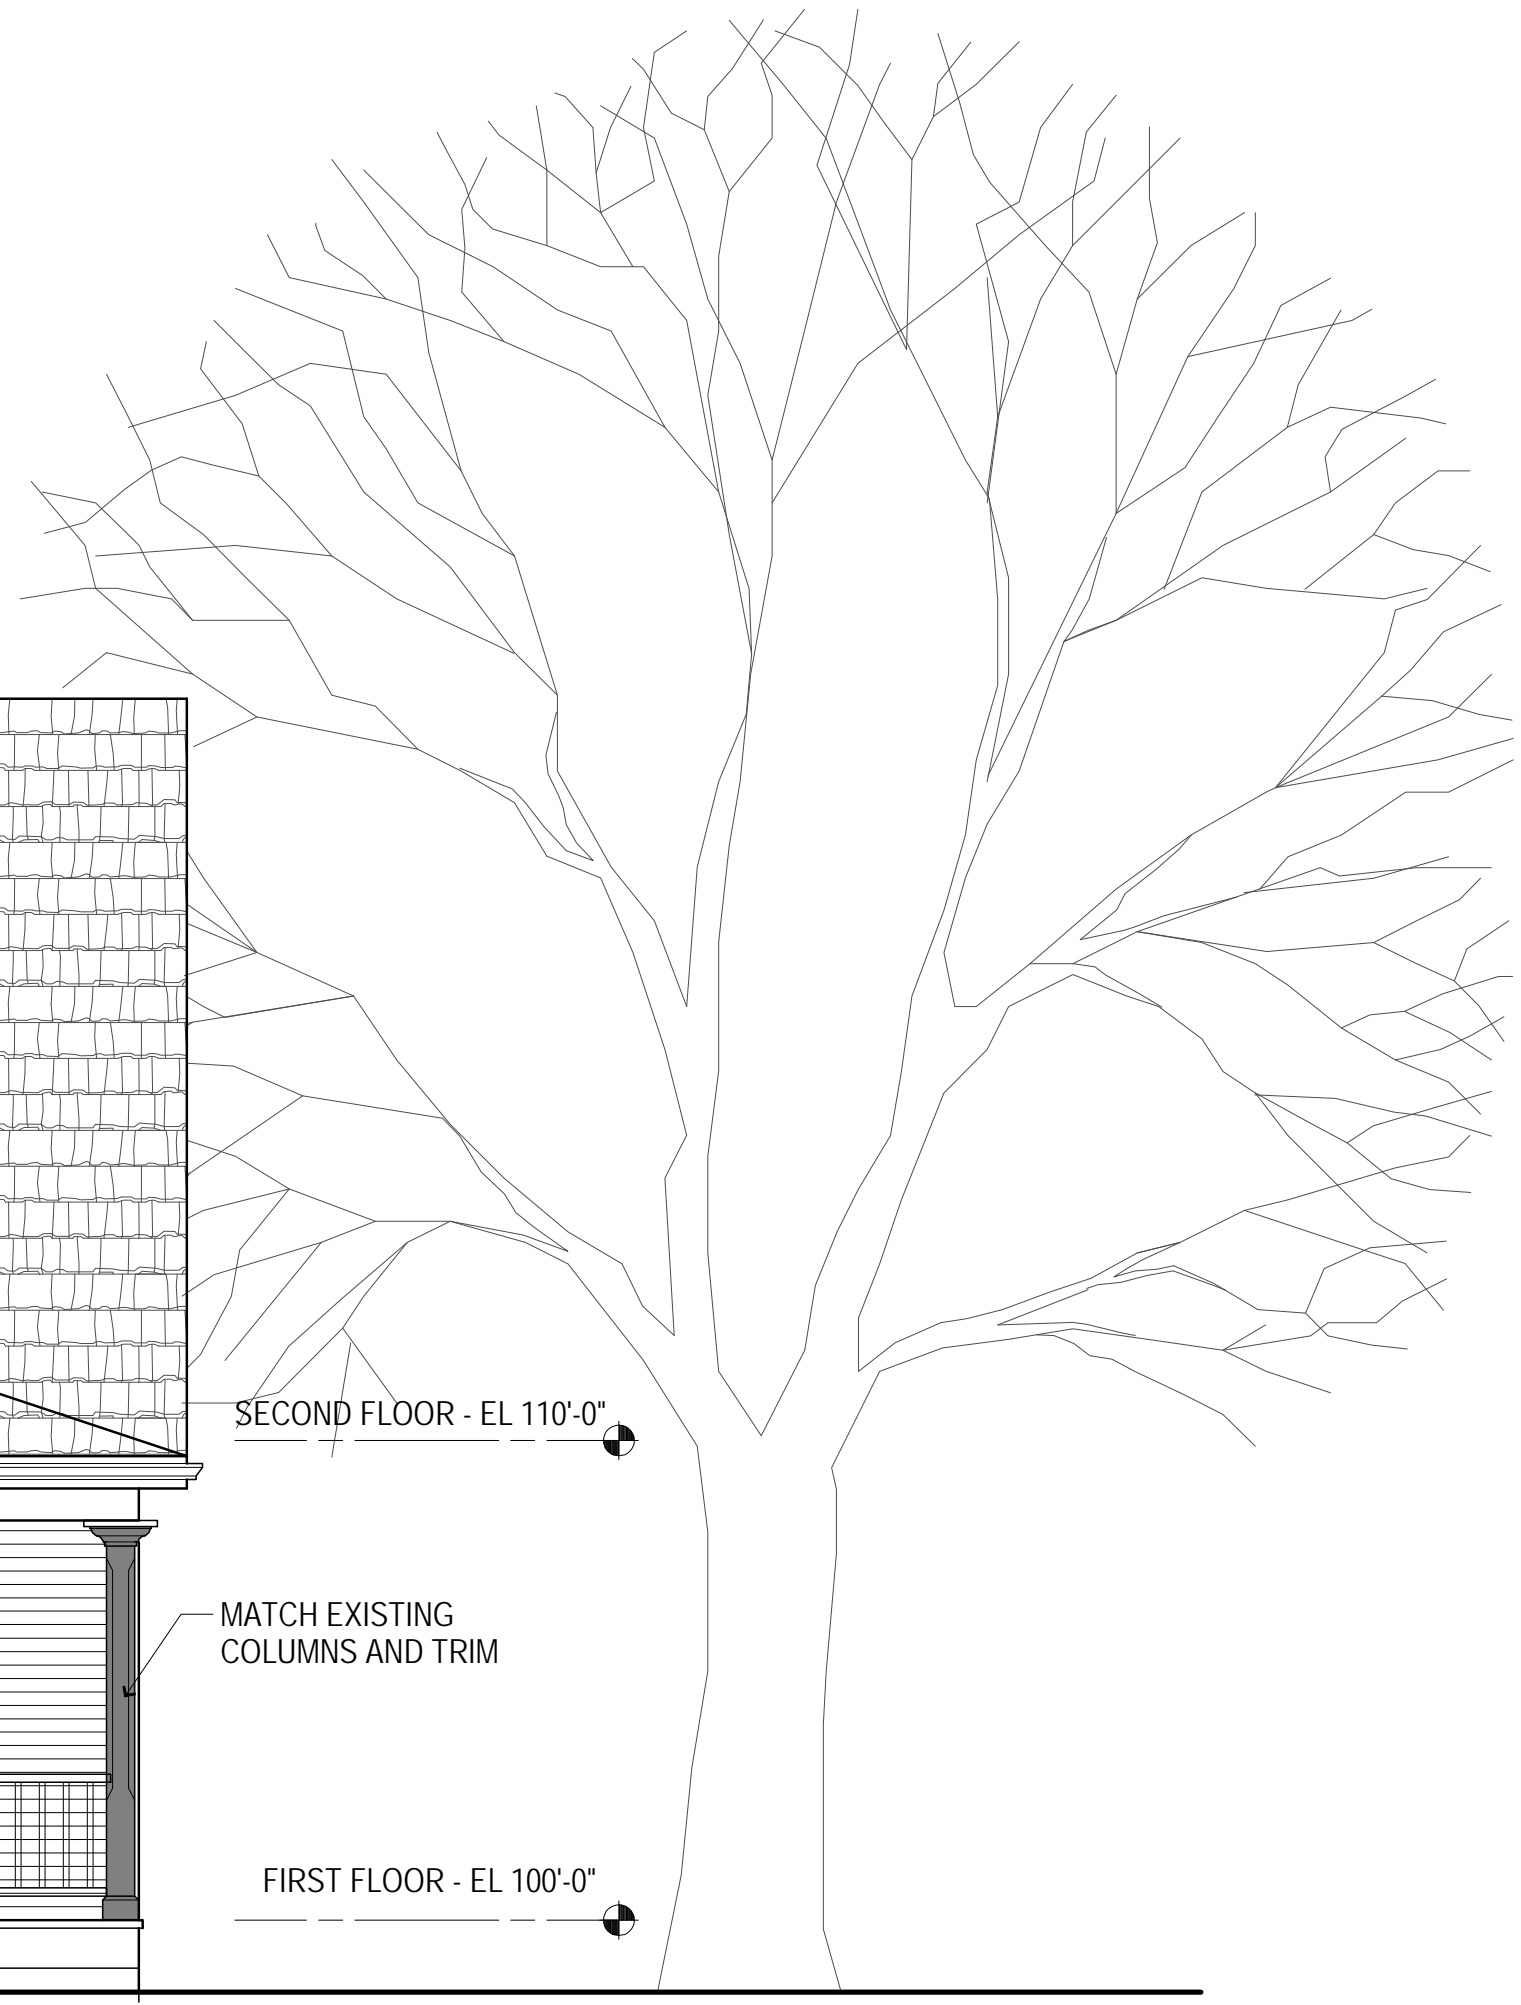 SECOND FLOOR - EL 110'-0"
MATCH EXISTING
COLUMNS AND TRIM
FIRST FLOOR - EL 100'-0"